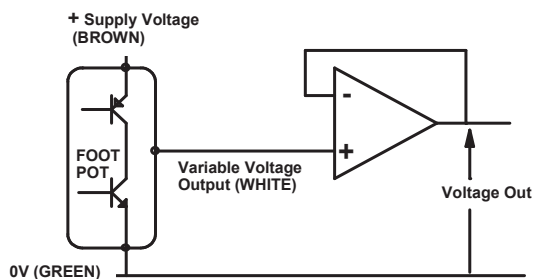 + Supply Voltage
(BROWN)
-
FOOT
POT
+
Variable Voltage
Output (WHITE)
Voltage Out
0V (GREEN)